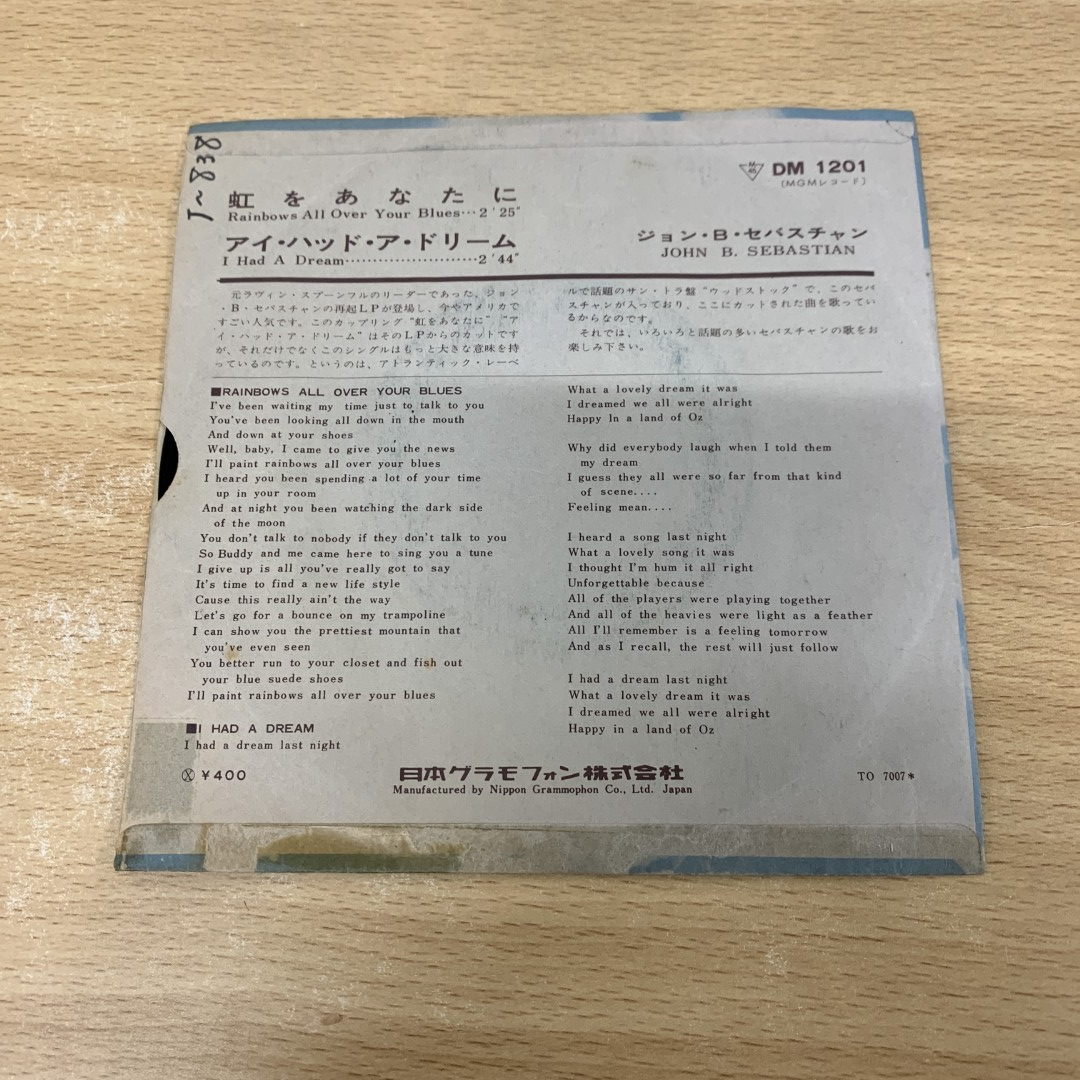 J-838
虹をあなたに
Rainbows All Over Your Blues…2'25"
アイ・ハッド・ア・ドリーム
I Had A Dream……………………2'44"
M 45 DM 1201
(MGMレコード)
ジョン・B・セバスチャン
JOHN B. SEBASTIAN
元ラヴィン・スプーンフルのリーダーであった、ジョン
・B・セバスチャンの再起LPが登場し、今やアメリカで
すごい人気です。このカップリング“虹をあなたに”“ア
イ・ハッド・ア・ドリーム”はそのLPからのカットです
が、それだけでなくこのシングルはもっと大きな意味を持
っているのです。というのは、アトランティック・レーベ
ルで話題のサン・トラ盤“ウッドストック”で、このセバ
スチャンが入っており、ここにカットされた曲を歌ってい
るからなのです。
それでは、いろいろと話題の多いセバスチャンの歌をお
楽しみ下さい。
■RAINBOWS ALL OVER YOUR BLUES
I've been waiting my time just to talk to you
You've been looking all down in the mouth
And down at your shoes
Well, baby, I came to give you the news
I'll paint rainbows all over your blues
I heard you been spending a lot of your time
up in your room
And at night you been watching the dark side
of the moon
You don't talk to nobody if they don't talk to you
So Buddy and me came here to sing you a tune
I give up is all you've really got to say
It's time to find a new life style
Cause this really ain't the way
Let's go for a bounce on my trampoline
I can show you the prettiest mountain that
you've even seen
You better run to your closet and fish out
your blue suede shoes
I'll paint rainbows all over your blues
■I HAD A DREAM
I had a dream last night
What a lovely dream it was
I dreamed we all were alright
Happy In a land of Oz
Why did everybody laugh when I told them
my dream
I guess they all were so far from that kind
of scene....
Feeling mean....
I heard a song last night
What a lovely song it was
I thought I'm hum it all right
Unforgettable because
All of the players were playing together
And all of the heavies were light as a feather
All I'll remember is a feeling tomorrow
And as I recall, the rest will just follow
I had a dream last night
What a lovely dream it was
I dreamed we all were alright
Happy in a land of Oz
Ⓧ ¥400
日本グラモフォン株式会社
Manufactured by Nippon Grammophon Co., Ltd. Japan
TO 7007*